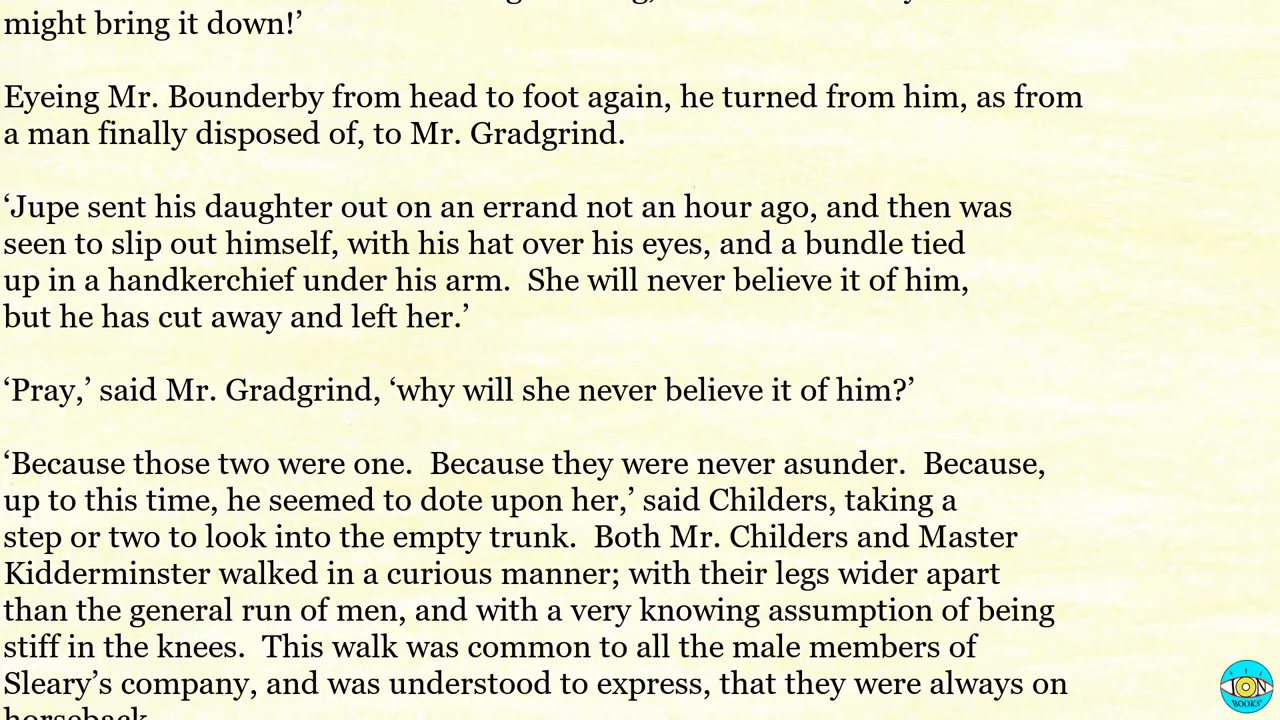 might bring it down!’
Eyeing Mr. Bounderby from head to foot again, he turned from him, as from
a man finally disposed of, to Mr. Gradgrind.
‘Jupe sent his daughter out on an errand not an hour ago, and then was
seen to slip out himself, with his hat over his eyes, and a bundle tied
up in a handkerchief under his arm.  She will never believe it of him,
but he has cut away and left her.’
‘Pray,’ said Mr. Gradgrind, ‘why will she never believe it of him?’
‘Because those two were one.  Because they were never asunder.  Because,
up to this time, he seemed to dote upon her,’ said Childers, taking a
step or two to look into the empty trunk.  Both Mr. Childers and Master
Kidderminster walked in a curious manner; with their legs wider apart
than the general run of men, and with a very knowing assumption of being
stiff in the knees.  This walk was common to all the male members of
Sleary’s company, and was understood to express, that they were always on
horseback.
ION
BOOKS